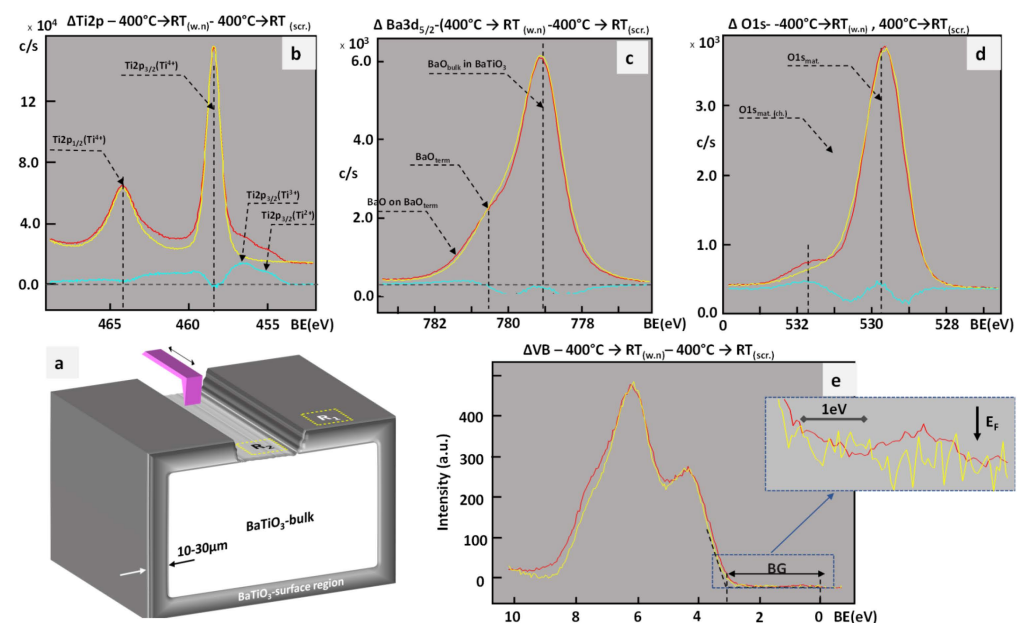 ΔTi2p – 400°C→RT(w.n)- 400°C→RT(scr.)
× 10⁴
c/s
b
Ti2p3/2(Ti⁴⁺)
12
Ti2p1/2(Ti⁴⁺)
8.0
Ti2p3/2(Ti³⁺)
Ti2p3/2(Ti²⁺)
4.0
0.0
465 460 455 BE(eV)
Δ Ba3d5/2-(400°C → RT(w.n) -400°C → RT(scr.)
× 10³
6.0
c
BaObulk in BaTiO3
4.0
BaOterm
c/s
BaO on BaOterm
2.0
0.0
782 780 778 BE(eV)
Δ O1s- -400°C→RT(w.n) , 400°C→RT(scr.)
× 10³
d
O1smat.
3.0
O1smat. (ch.)
c/s
2.0
1.0
0
0 532 530 528 BE(eV)
a
R1
R2
BaTiO3-bulk
10-30μm
BaTiO3-surface region
ΔVB – 400°C → RT(w.n)– 400°C → RT(scr.)
e
1eV
EF
Intensity (a.u.)
400
300
200
100
0
BG
10 8 6 4 2 0 BE(eV)